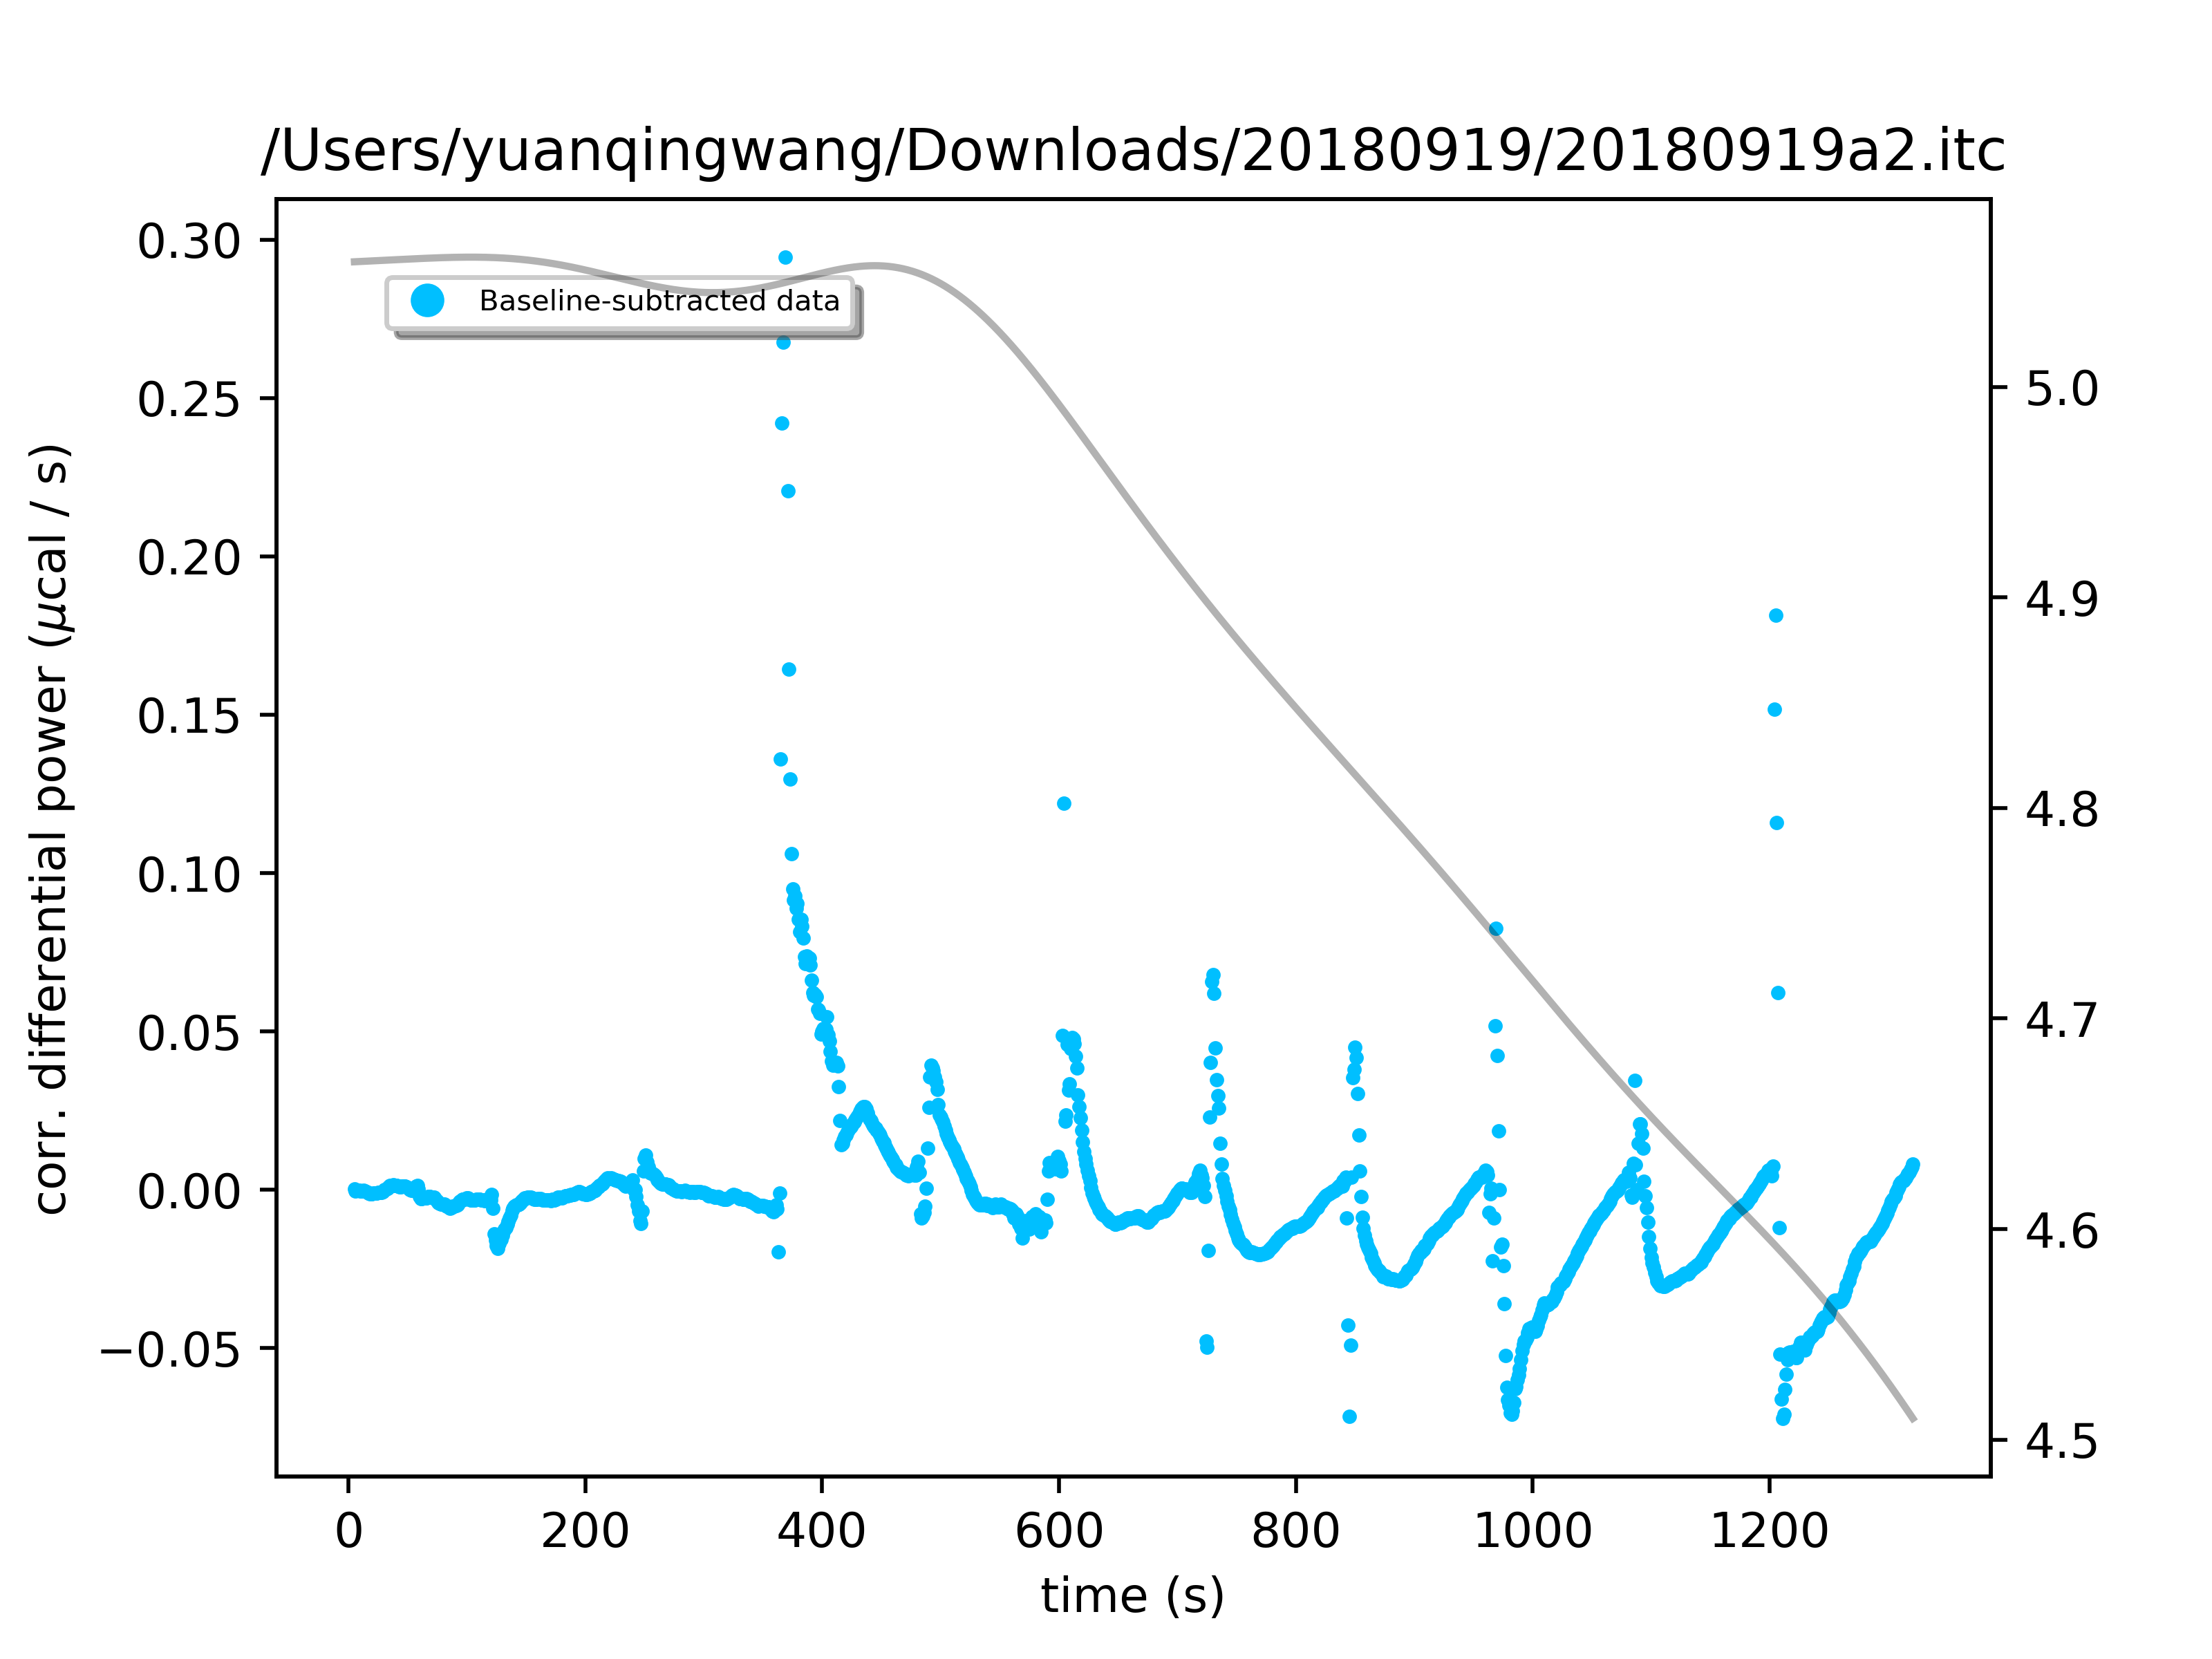 /Users/yuanqingwang/Downloads/20180919/20180919a2.itc
Baseline-subtracted data
corr. differential power (μcal / s)
0.30
0.25
0.20
0.15
0.10
0.05
0.00
−0.05
5.0
4.9
4.8
4.7
4.6
4.5
0 200 400 600 800 1000 1200
time (s)